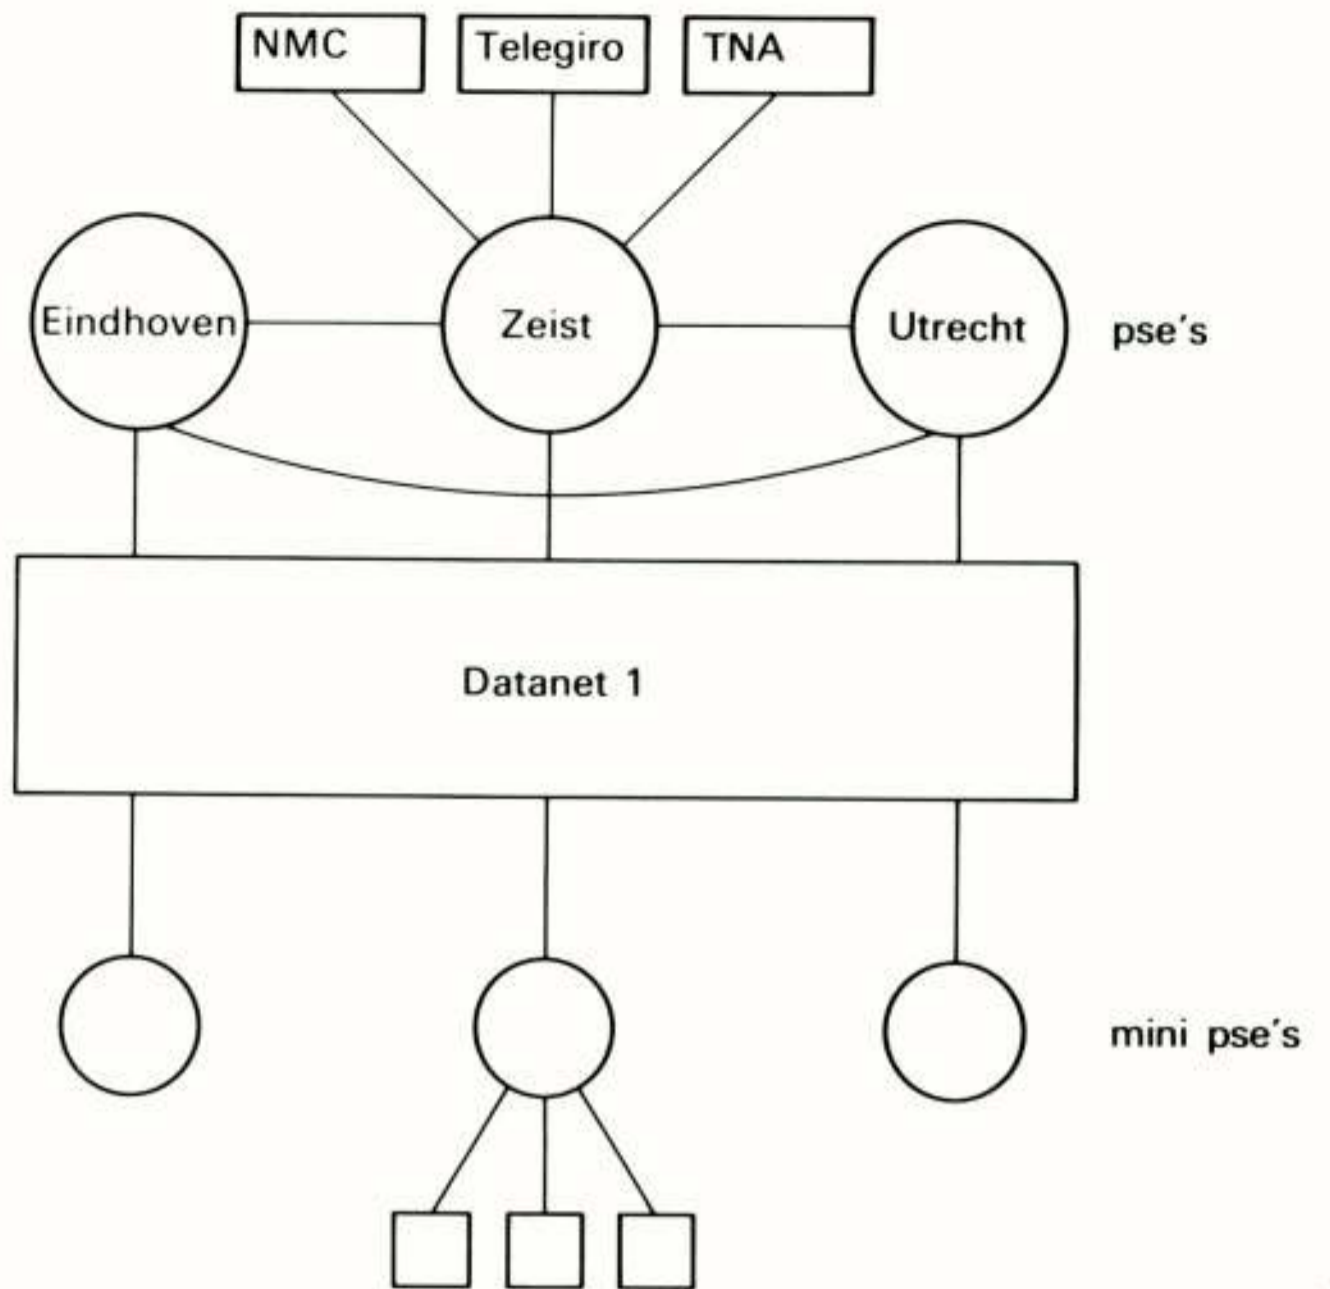 NMC
Telegiro
TNA
Eindhoven
Zeist
Utrecht
pse's
Datanet 1
mini pse's